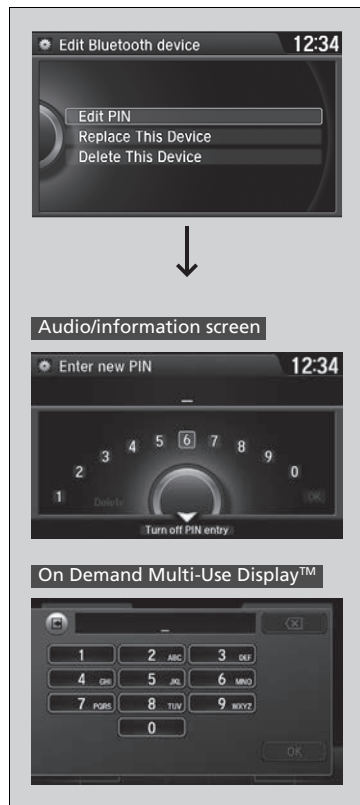 Edit Bluetooth device 12:34
Edit PIN
Replace This Device
Delete This Device
Audio/information screen
Enter new PIN 12:34
_
1 2 3 4 5 6 7 8 9 0
Delete OK
Turn off PIN entry
On Demand Multi-Use Display™
_
1 2 ABC 3 DEF
4 GHI 5 JKL 6 MNO
7 PQRS 8 TUV 9 WXYZ
0
OK